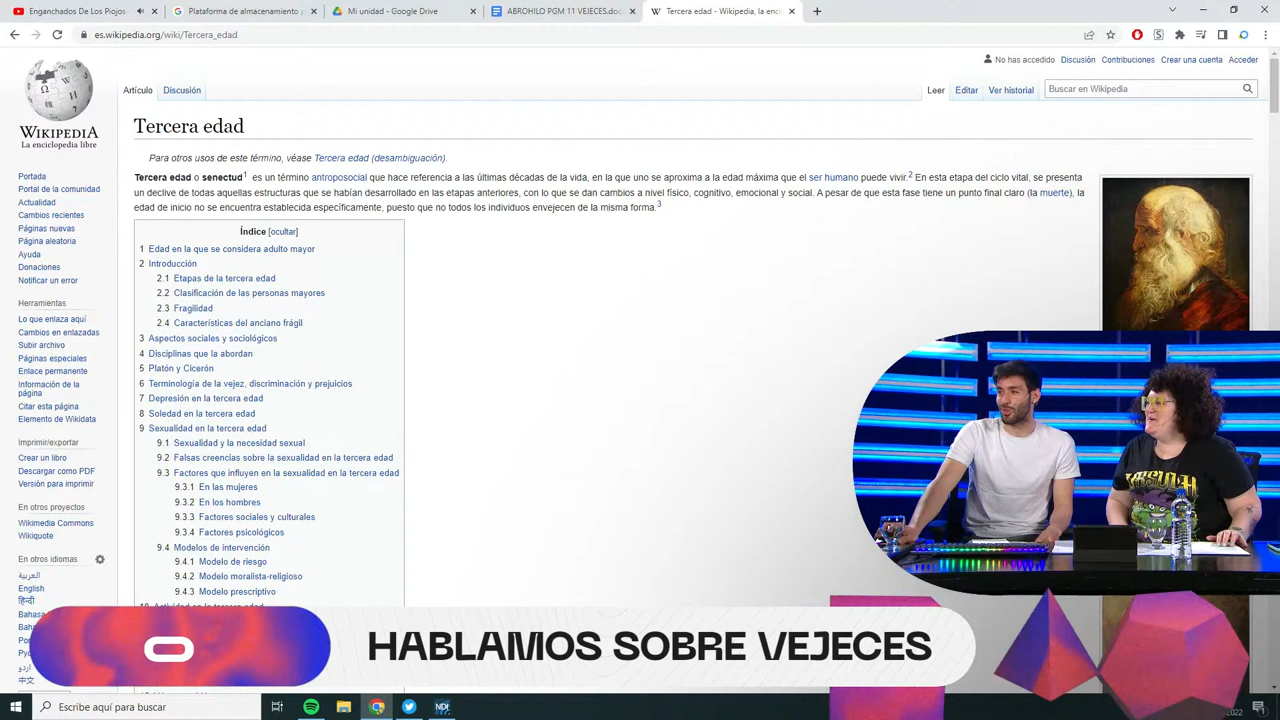 Enganchados De Los Piojos
Plataforma de almacenamiento p
Mi unidad - Google Drive
ABROHILO PGM 11 VEJECES.doc
Tercera edad - Wikipedia, la enci
es.wikipedia.org/wiki/Tercera_edad
No has accedido Discusión Contribuciones Crear una cuenta Acceder
Artículo Discusión
Leer Editar Ver historial
Buscar en Wikipedia
WIKIPEDIA
La enciclopedia libre
Portada
Portal de la comunidad
Actualidad
Cambios recientes
Páginas nuevas
Página aleatoria
Ayuda
Donaciones
Notificar un error
Herramientas
Lo que enlaza aquí
Cambios en enlazadas
Subir archivo
Páginas especiales
Enlace permanente
Información de la
página
Citar esta página
Elemento de Wikidata
Imprimir/exportar
Crear un libro
Descargar como PDF
Versión para imprimir
En otros proyectos
Wikimedia Commons
Wikiquote
En otros idiomas
العربية
English
हिन्दी
Bahasa
Bah
Por
Рус
اردو
中文
Tercera edad
Para otros usos de este término, véase Tercera edad (desambiguación).
Tercera edad o senectud1 es un término antroposocial que hace referencia a las últimas décadas de la vida, en la que uno se aproxima a la edad máxima que el ser humano puede vivir.2 En esta etapa del ciclo vital, se presenta
un declive de todas aquellas estructuras que se habían desarrollado en las etapas anteriores, con lo que se dan cambios a nivel físico, cognitivo, emocional y social. A pesar de que esta fase tiene un punto final claro (la muerte), la
edad de inicio no se encuentra establecida específicamente, puesto que no todos los individuos envejecen de la misma forma.3
Índice [ocultar]
1 Edad en la que se considera adulto mayor
2 Introducción
2.1 Etapas de la tercera edad
2.2 Clasificación de las personas mayores
2.3 Fragilidad
2.4 Características del anciano frágil
3 Aspectos sociales y sociológicos
4 Disciplinas que la abordan
5 Platón y Cicerón
6 Terminología de la vejez, discriminación y prejuicios
7 Depresión en la tercera edad
8 Soledad en la tercera edad
9 Sexualidad en la tercera edad
9.1 Sexualidad y la necesidad sexual
9.2 Falsas creencias sobre la sexualidad en la tercera edad
9.3 Factores que influyen en la sexualidad en la tercera edad
9.3.1 En las mujeres
9.3.2 En los hombres
9.3.3 Factores sociales y culturales
9.3.4 Factores psicológicos
9.4 Modelos de intervención
9.4.1 Modelo de riesgo
9.4.2 Modelo moralista-religioso
9.4.3 Modelo prescriptivo
10 Actividad en la tercera edad
HABLAMOS SOBRE VEJECES
Escribe aquí para buscar
NDI
2022